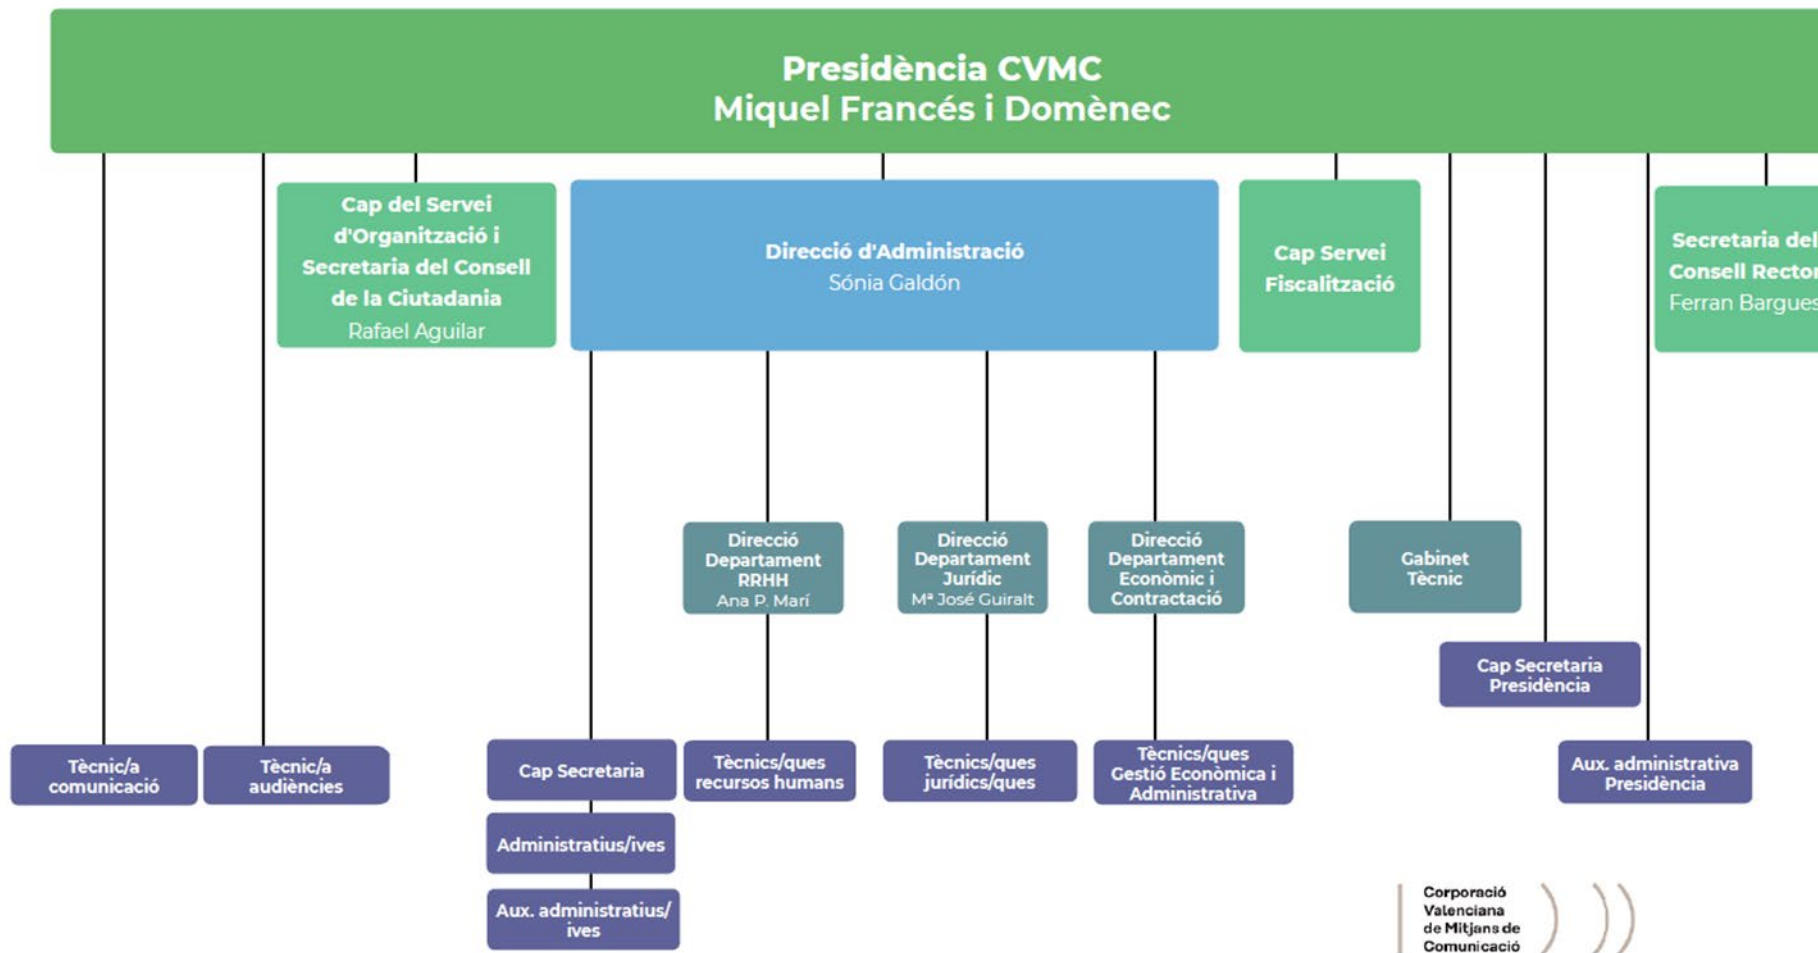 Presidència CVMC
Miquel Francés i Domènec
Cap del Servei
d'Organització i
Secretaria del Consell
de la Ciutadania
Rafael Aguilar
Direcció d'Administració
Sónia Galdón
Cap Servei
Fiscalització
Secretaria del
Consell Rector
Ferran Bargues
Direcció
Departament
RRHH
Ana P. Marí
Direcció
Departament
Jurídic
Mª José Guiralt
Direcció
Departament
Econòmic i
Contractació
Gabinet
Tècnic
Cap Secretaria
Presidència
Tècnic/a
comunicació
Tècnic/a
audiències
Cap Secretaria
Tècnics/ques
recursos humans
Tècnics/ques
jurídics/ques
Tècnics/ques
Gestió Econòmica i
Administrativa
Aux. administrativa
Presidència
Administratius/ives
Aux. administratius/
ives
Corporació
Valenciana
de Mitjans de
Comunicació